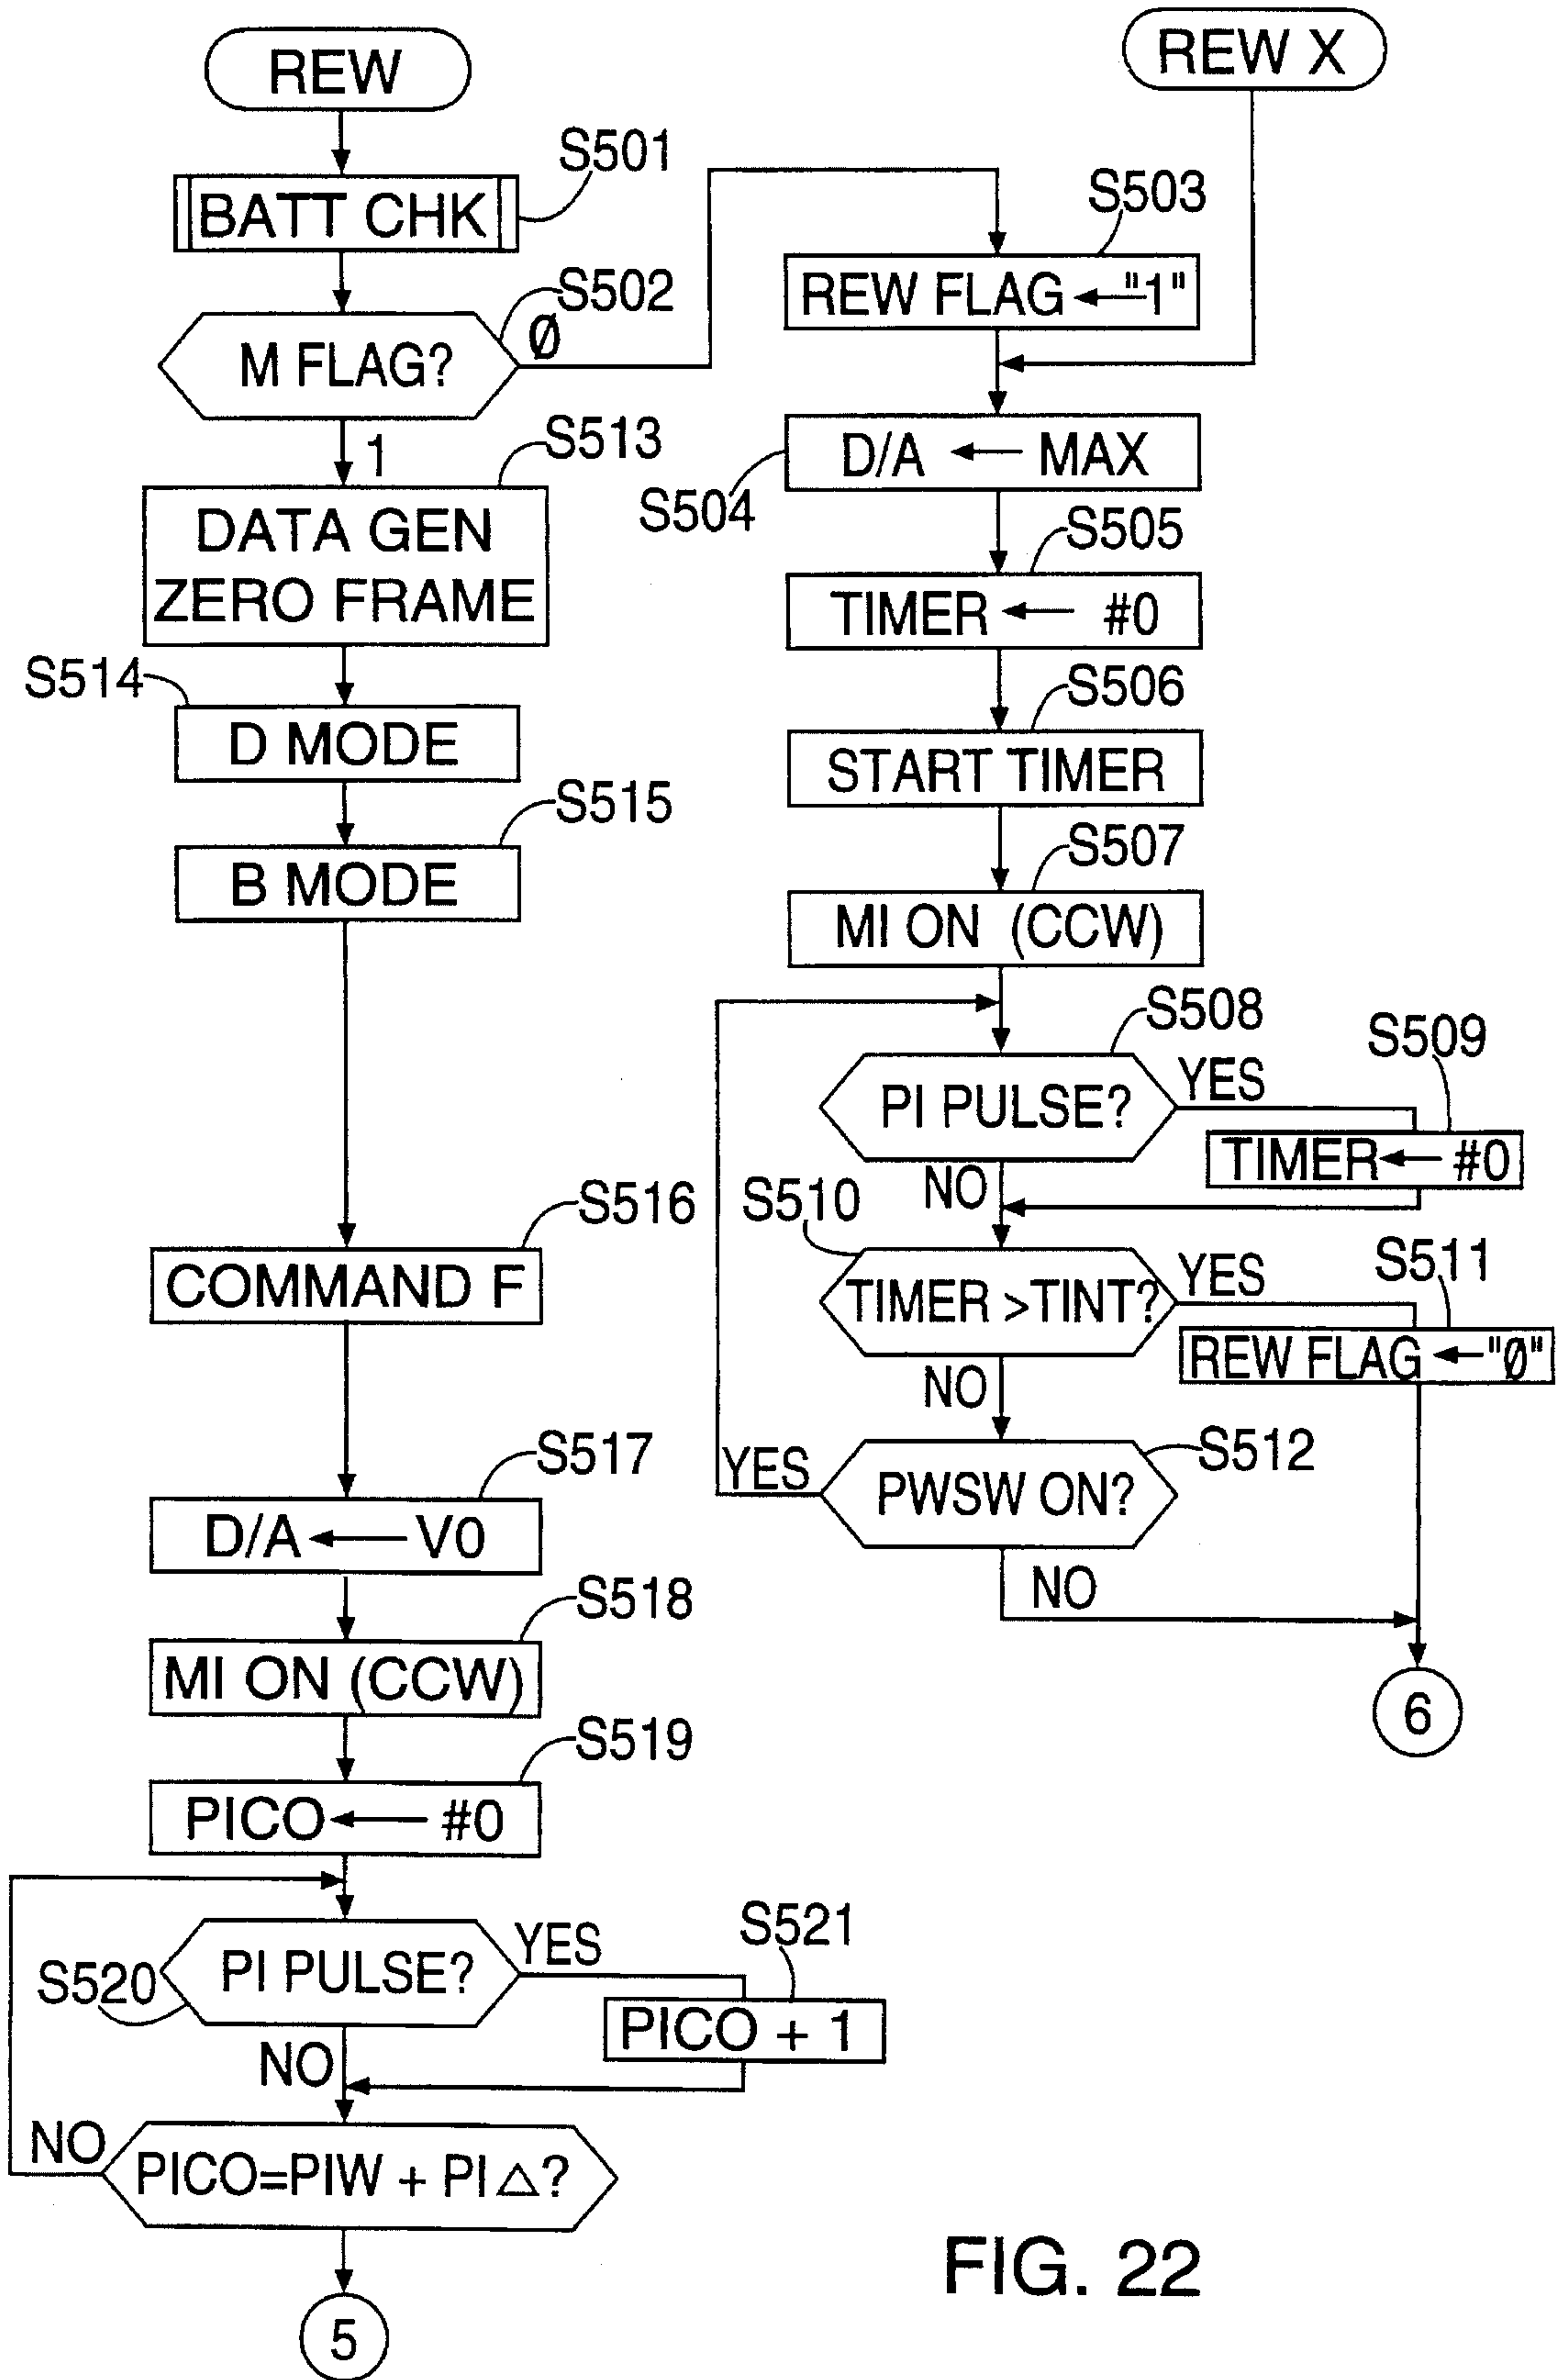 REW
S501
BATT CHK
S502
M FLAG?
Ø
1
S513
DATA GEN
ZERO FRAME
S514
D MODE
S515
B MODE
S516
COMMAND F
S517
D/A ← V0
S518
MI ON (CCW)
S519
PICO ← #0
S520
PI PULSE?
YES
S521
PICO + 1
NO
NO
PICO=PIW + PI △?
5
REW X
S503
REW FLAG ← "1"
S504
D/A ← MAX
S505
TIMER ← #0
S506
START TIMER
S507
MI ON (CCW)
S508
PI PULSE?
YES
S509
TIMER ← #0
NO
S510
TIMER >TINT?
YES
S511
REW FLAG ← "Ø"
NO
S512
YES
PWSW ON?
NO
6
FIG. 22